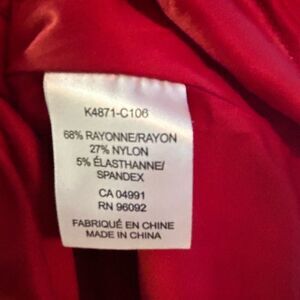 K4871-C106
68% RAYONNE/RAYON
27% NYLON
5% ÉLASTHANNE/
SPANDEX
CA 04991
RN 96092
FABRIQUÉ EN CHINE
MADE IN CHINA